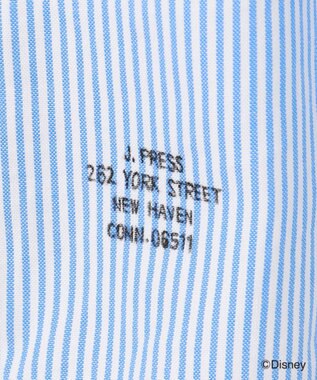 J. PRESS
262 YORK STREET
NEW HAVEN
CONN. 06511
©Disney